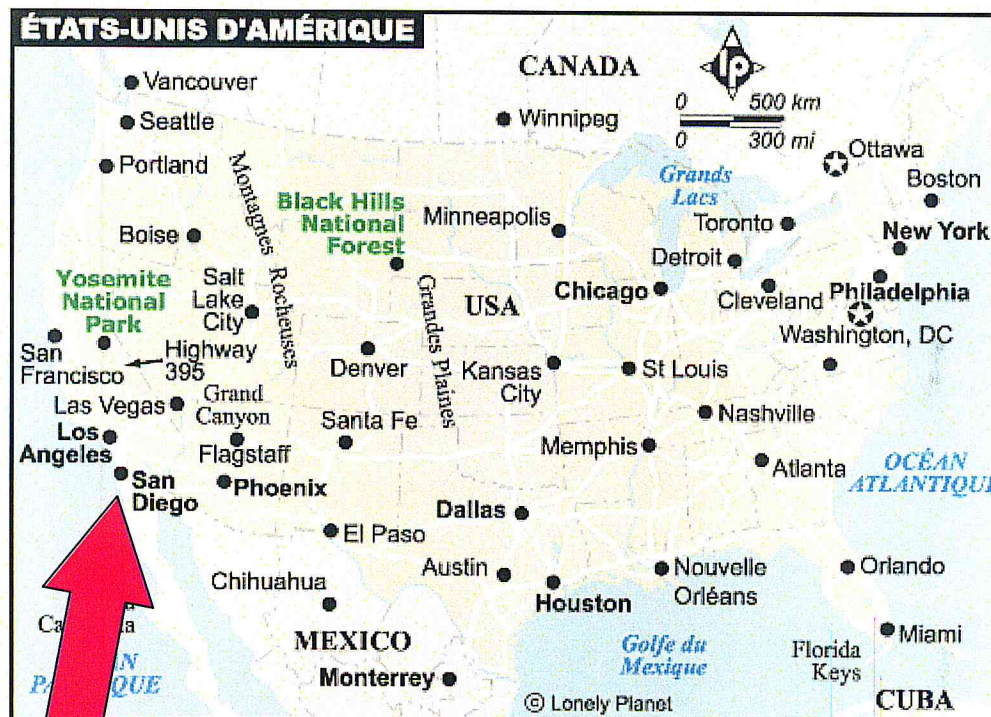 ÉTATS-UNIS D'AMÉRIQUE
CANADA
lp
0 500 km
0 300 mi
Vancouver
Seattle
Winnipeg
Portland
Ottawa
Boston
Montagnes Rocheuses
Grands
Lacs
Black Hills
National
Forest
Minneapolis
Toronto
New York
Boise
Detroit
Yosemite
National
Park
Salt
Lake
City
Grandes Plaines
USA
Chicago
Cleveland
Philadelphia
Washington, DC
San
Francisco
Highway
395
Denver
Kansas
City
St Louis
Las Vegas
Grand
Canyon
Santa Fe
Nashville
Los
Angeles
Flagstaff
Memphis
Atlanta
OCÉAN
ATLANTIQUE
San
Diego
Phoenix
Dallas
El Paso
Austin
Houston
Nouvelle
Orléans
Orlando
Chihuahua
MEXICO
Golfe du
Mexique
Miami
Florida
Keys
Monterrey
© Lonely Planet
CUBA